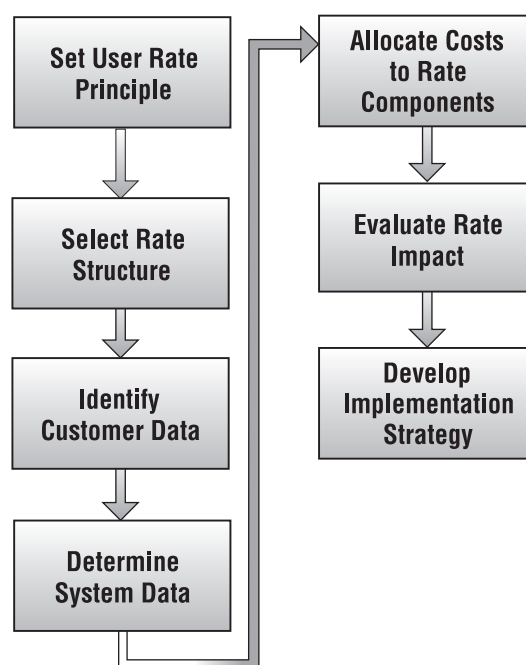 Set User Rate
Principle
Select Rate
Structure
Identify
Customer Data
Determine
System Data
Allocate Costs
to Rate
Components
Evaluate Rate
Impact
Develop
Implementation
Strategy